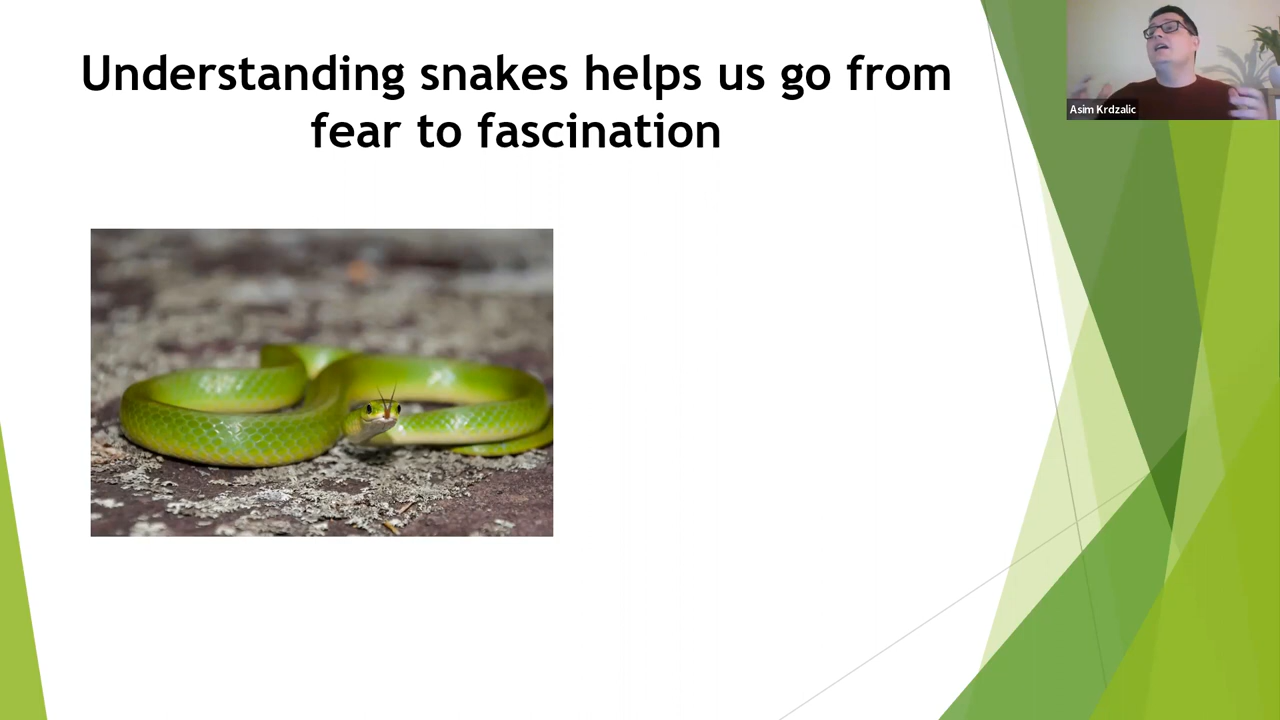 Understanding snakes helps us go from
fear to fascination
Asim Krdzalic